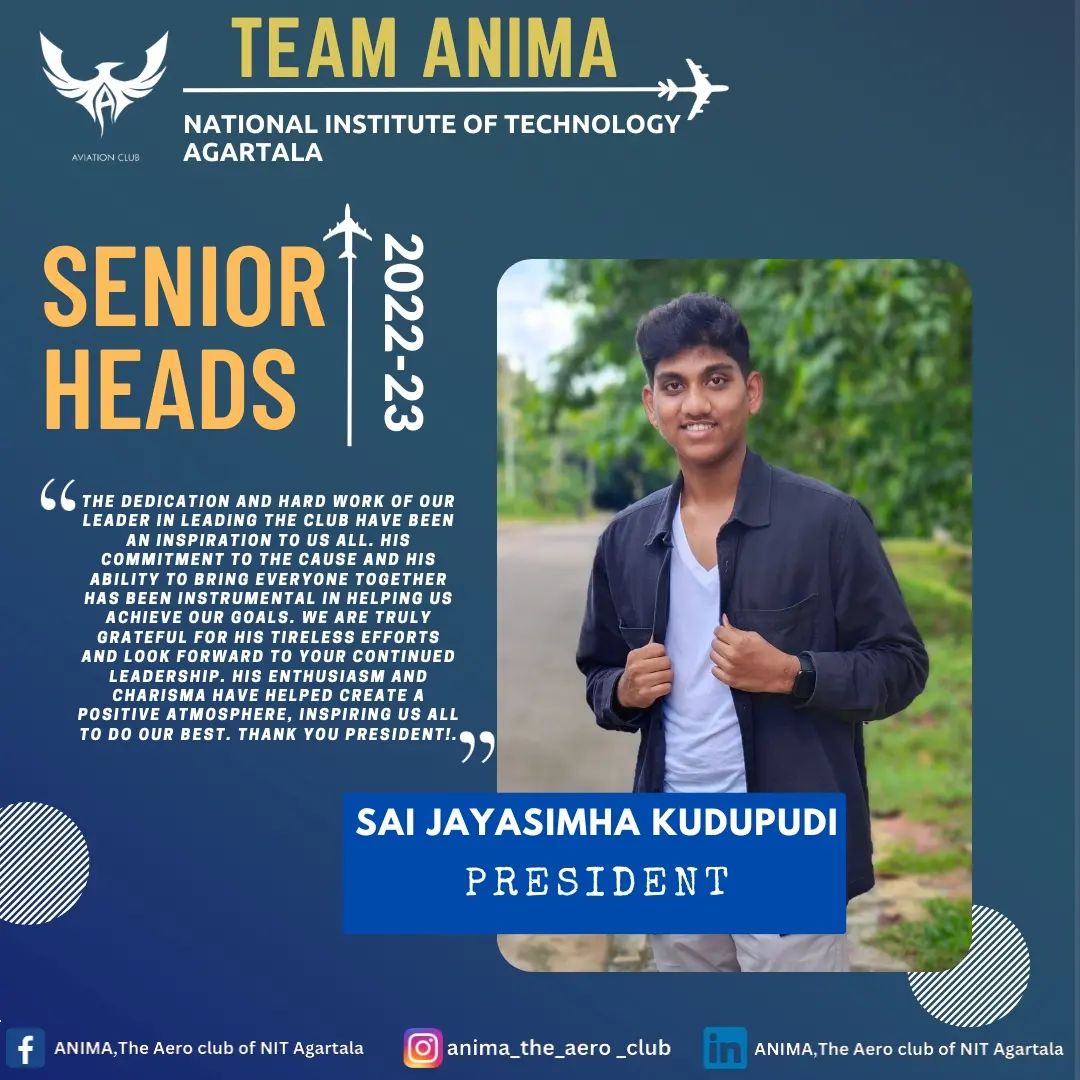 TEAM ANIMA
AVIATION CLUB
NATIONAL INSTITUTE OF TECHNOLOGY
AGARTALA
SENIOR
HEADS
2022-23
“ THE DEDICATION AND HARD WORK OF OUR
LEADER IN LEADING THE CLUB HAVE BEEN
AN INSPIRATION TO US ALL. HIS
COMMITMENT TO THE CAUSE AND HIS
ABILITY TO BRING EVERYONE TOGETHER
HAS BEEN INSTRUMENTAL IN HELPING US
ACHIEVE OUR GOALS. WE ARE TRULY
GRATEFUL FOR HIS TIRELESS EFFORTS
AND LOOK FORWARD TO YOUR CONTINUED
LEADERSHIP. HIS ENTHUSIASM AND
CHARISMA HAVE HELPED CREATE A
POSITIVE ATMOSPHERE, INSPIRING US ALL
TO DO OUR BEST. THANK YOU PRESIDENT!. ”
SAI JAYASIMHA KUDUPUDI
PRESIDENT
ANIMA,The Aero club of NIT Agartala
anima_the_aero _club
ANIMA,The Aero club of NIT Agartala